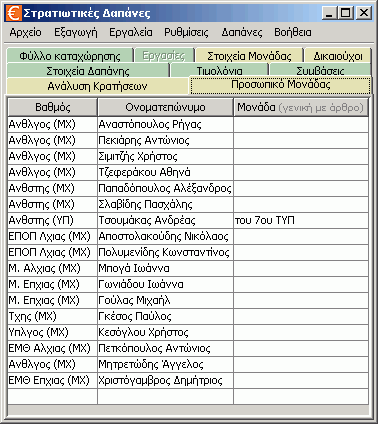 Στρατιωτικές Δαπάνες
Αρχείο Εξαγωγή Εργαλεία Ρυθμίσεις Δαπάνες Βοήθεια
Φύλλο καταχώρησης Εργασίες Στοιχεία Μονάδας Δικαιούχοι
Στοιχεία Δαπάνης Τιμολόνια Συμβάσεις
Ανάλυση Κρατήσεων Προσωπικό Μονάδας
Βαθμός Ονοματεπώνυμο Μονάδα (γενική με άρθρο)
Ανθλγος (ΜΧ) Αναστόπουλος Ρήγας
Ανθλγος (ΜΧ) Πεκιάρης Αντώνιος
Ανθλγος (ΜΧ) Σιμιτζής Χρήστος
Ανθλγος (ΜΧ) Τζεφεράκου Αθηνά
Ανθστης (ΜΧ) Παπαδόπουλος Αλέξανδρος
Ανθστης (ΜΧ) Σλαβίδης Πασχάλης
Ανθστης (ΥΠ) Τσουμάκας Ανδρέας του 7ου ΤΥΠ
ΕΠΟΠ Λχιας (ΜΧ) Αποστολακούδης Νικόλαος
ΕΠΟΠ Λχιας (ΜΧ) Πολυμενίδης Κωνσταντίνος
Μ. Αλχιας (ΜΧ) Μπογά Ιωάννα
Μ. Επχιας (ΜΧ) Γωνιάδου Ιωάννα
Μ. Επχιας (ΜΧ) Γούλας Μιχαήλ
Τχης (ΜΧ) Γκέσος Παύλος
Υπλγος (ΜΧ) Κεσόγλου Χρήστος
ΕΜΘ Αλχιας (ΜΧ) Πετκόπουλος Αντώνιος
Ανθλγος (ΜΧ) Μητρετώδης Άγγελος
ΕΜΘ Επχιας (ΜΧ) Χριστόγαμβρος Δημήτριος